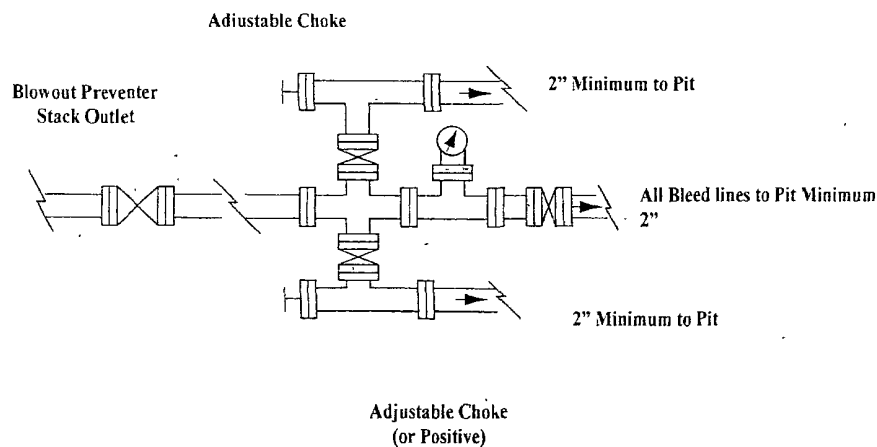 Adiustable Choke
2” Minimum to Pit
Blowout Preventer
Stack Outlet
All Bleed lines to Pit Minimum
2”
2” Minimum to Pit
Adjustable Choke
(or Positive)